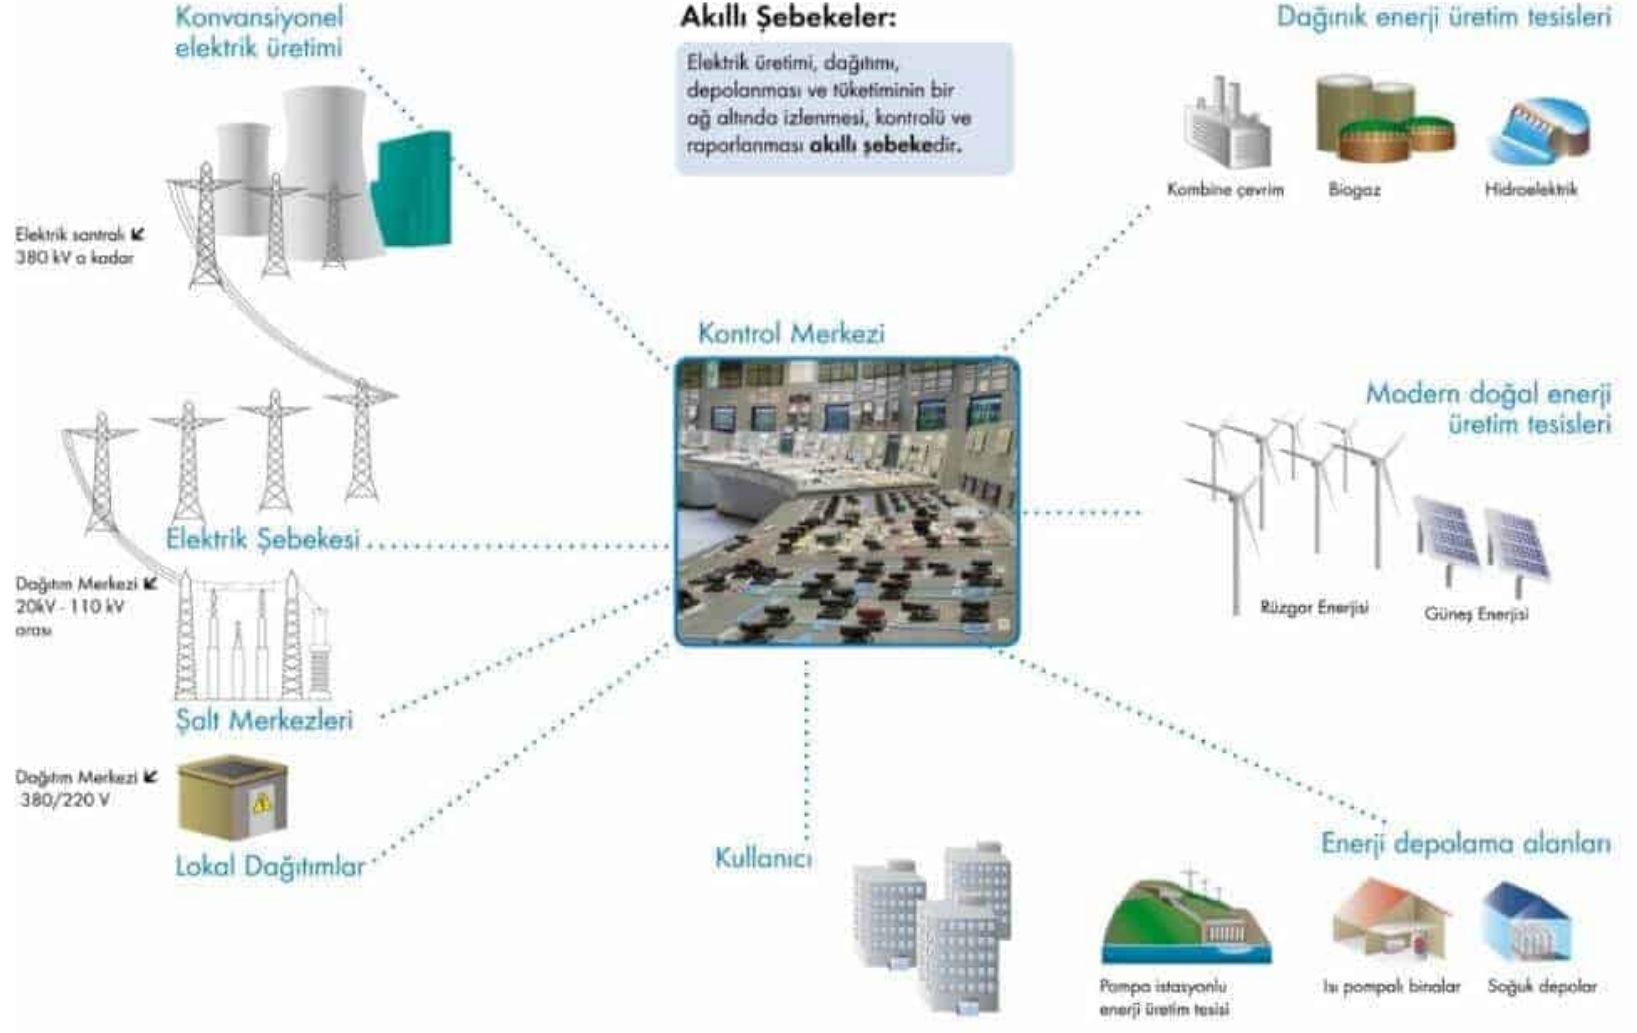 Konvansiyonel
elektrik üretimi
Akıllı Şebekeler:
Elektrik üretimi, dağıtımı,
depolanması ve tüketiminin bir
ağ altında izlenmesi, kontrolü ve
raporlanması akıllı şebekedir.
Dağınık enerji üretim tesisleri
Kombine çevrim
Biogaz
Hidroelektrik
Elektrik santralı
380 kV a kadar
Kontrol Merkezi
Modern doğal enerji
üretim tesisleri
Rüzgar Enerjisi
Güneş Enerjisi
Elektrik Şebekesi
Dağıtım Merkezi
20kV - 110 kV
arası
Şalt Merkezleri
Dağıtım Merkezi
380/220 V
Lokal Dağıtımlar
Kullanıcı
Enerji depolama alanları
Pompa istasyonlu
enerji üretim tesisi
Isı pompalı binalar
Soğuk depolar